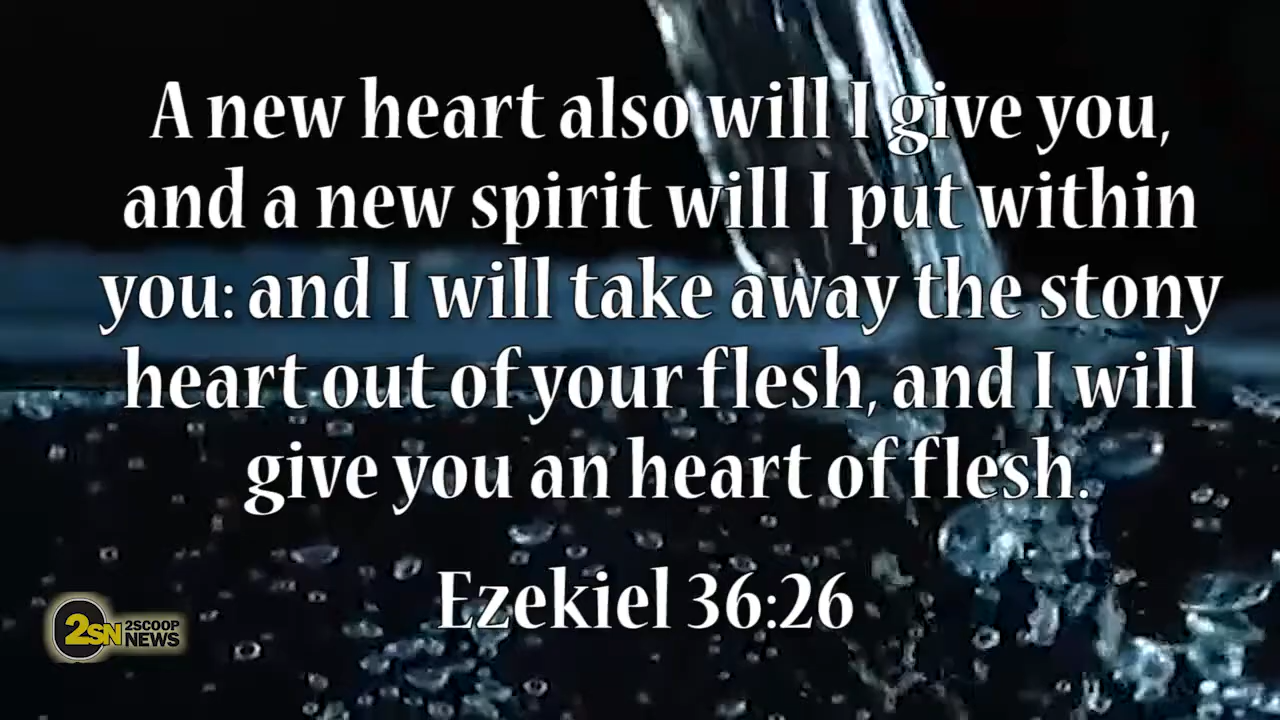 A new heart also will I give you,
and a new spirit will I put within
you: and I will take away the stony
heart out of your flesh, and I will
give you an heart of flesh.
Ezekiel 36:26
2SN 2SCOOP
NEWS